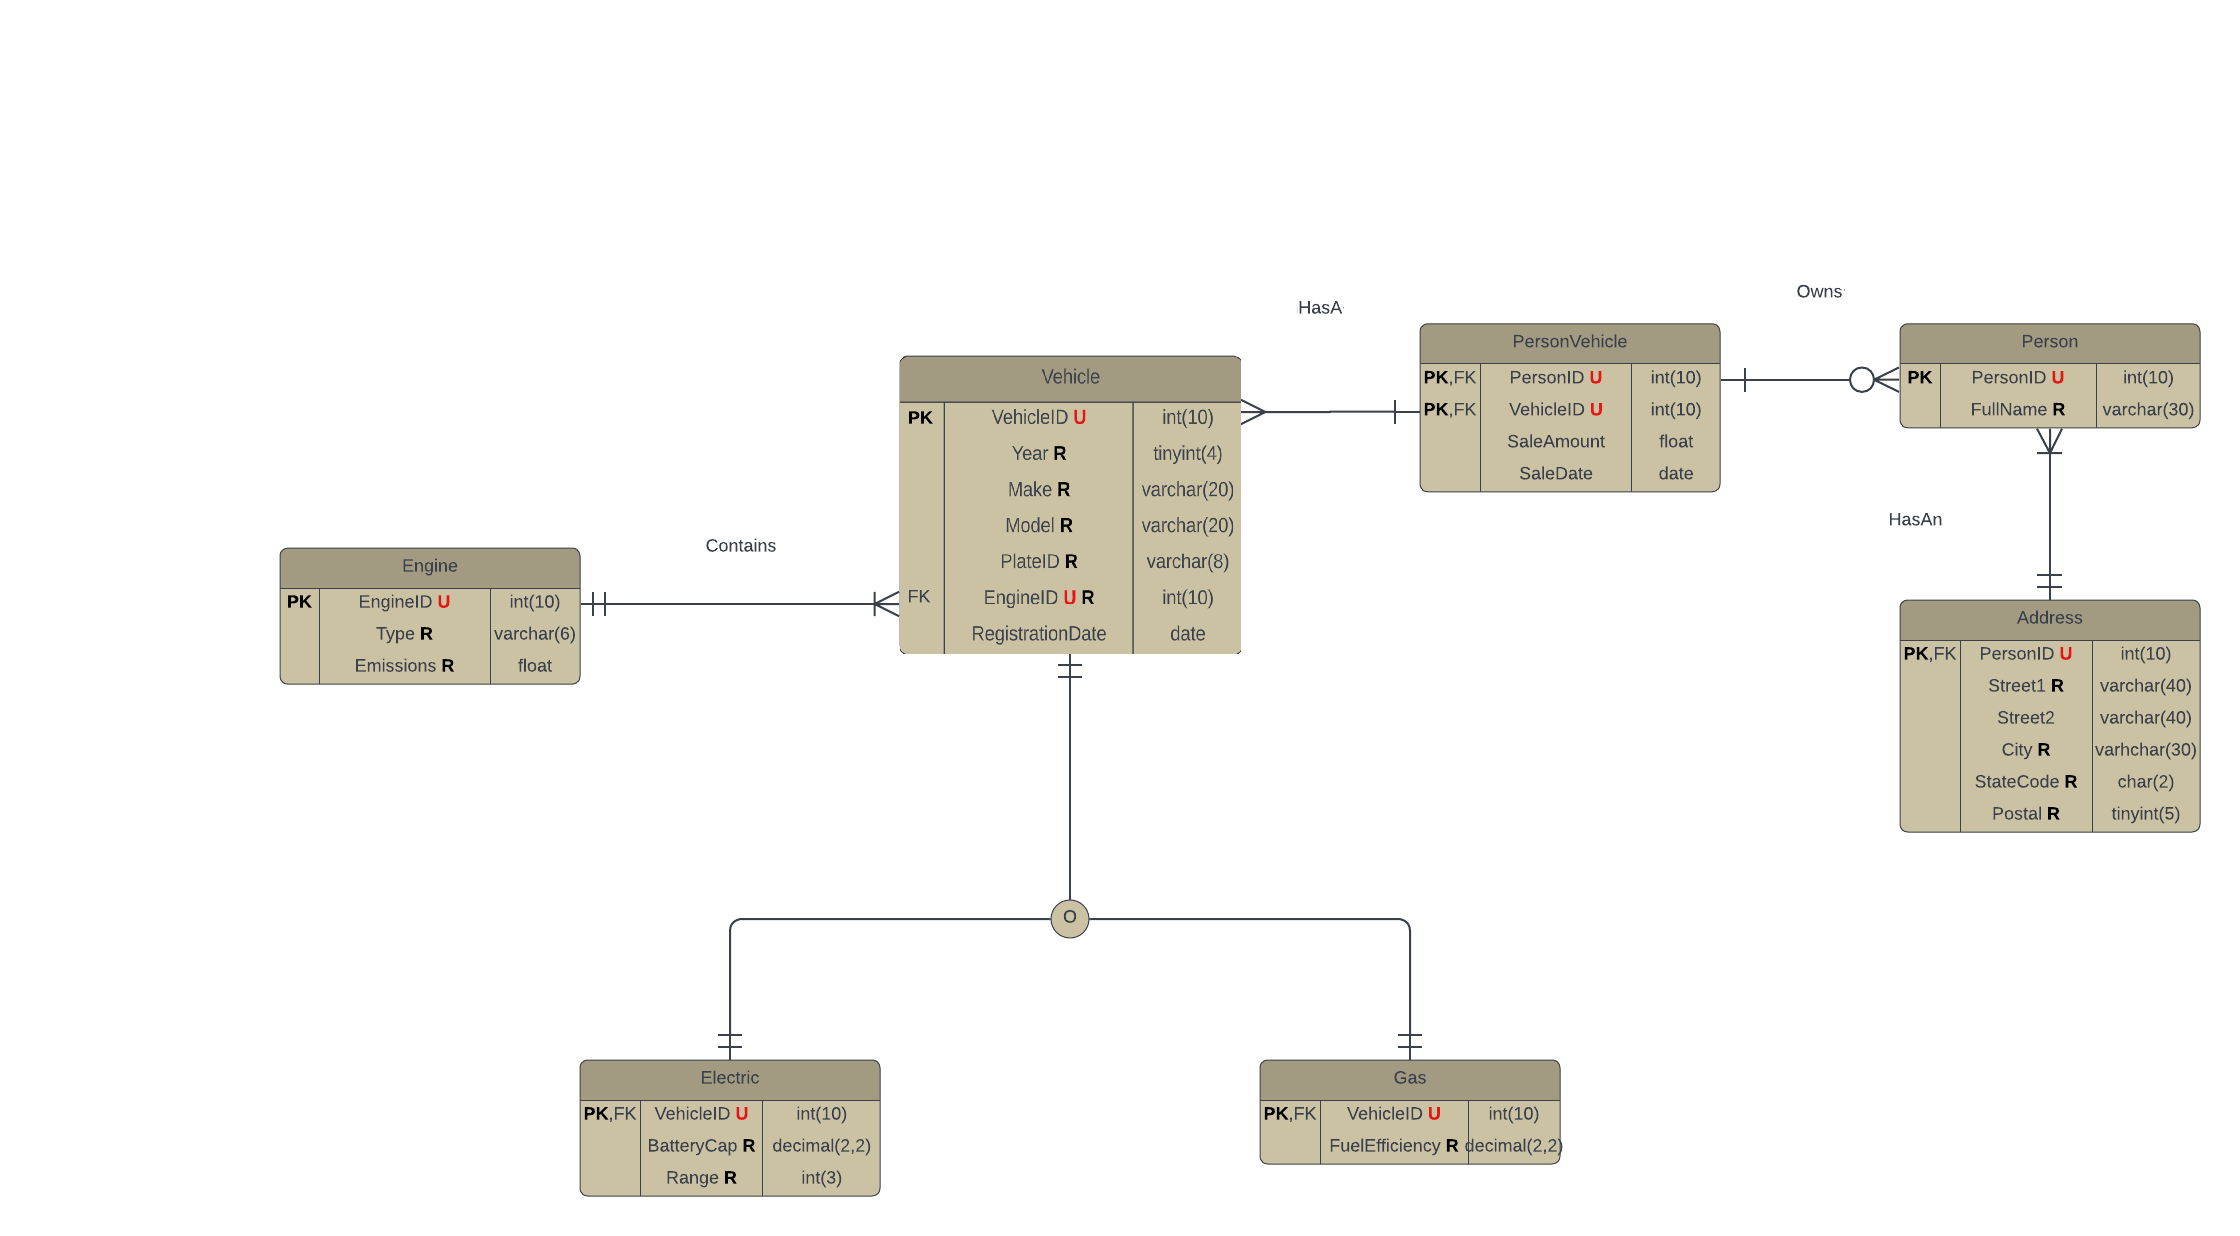 Owns
HasA
PersonVehicle
PK,FK PersonID U int(10)
PK,FK VehicleID U int(10)
SaleAmount float
SaleDate date
Person
PK PersonID U int(10)
FullName R varchar(30)
Vehicle
PK VehicleID U int(10)
Year R tinyint(4)
Make R varchar(20)
Model R varchar(20)
PlateID R varchar(8)
FK EngineID U R int(10)
RegistrationDate date
HasAn
Contains
Engine
PK EngineID U int(10)
Type R varchar(6)
Emissions R float
Address
PK,FK PersonID U int(10)
Street1 R varchar(40)
Street2 varchar(40)
City R varhchar(30)
StateCode R char(2)
Postal R tinyint(5)
O
Electric
PK,FK VehicleID U int(10)
BatteryCap R decimal(2,2)
Range R int(3)
Gas
PK,FK VehicleID U int(10)
FuelEfficiency R decimal(2,2)